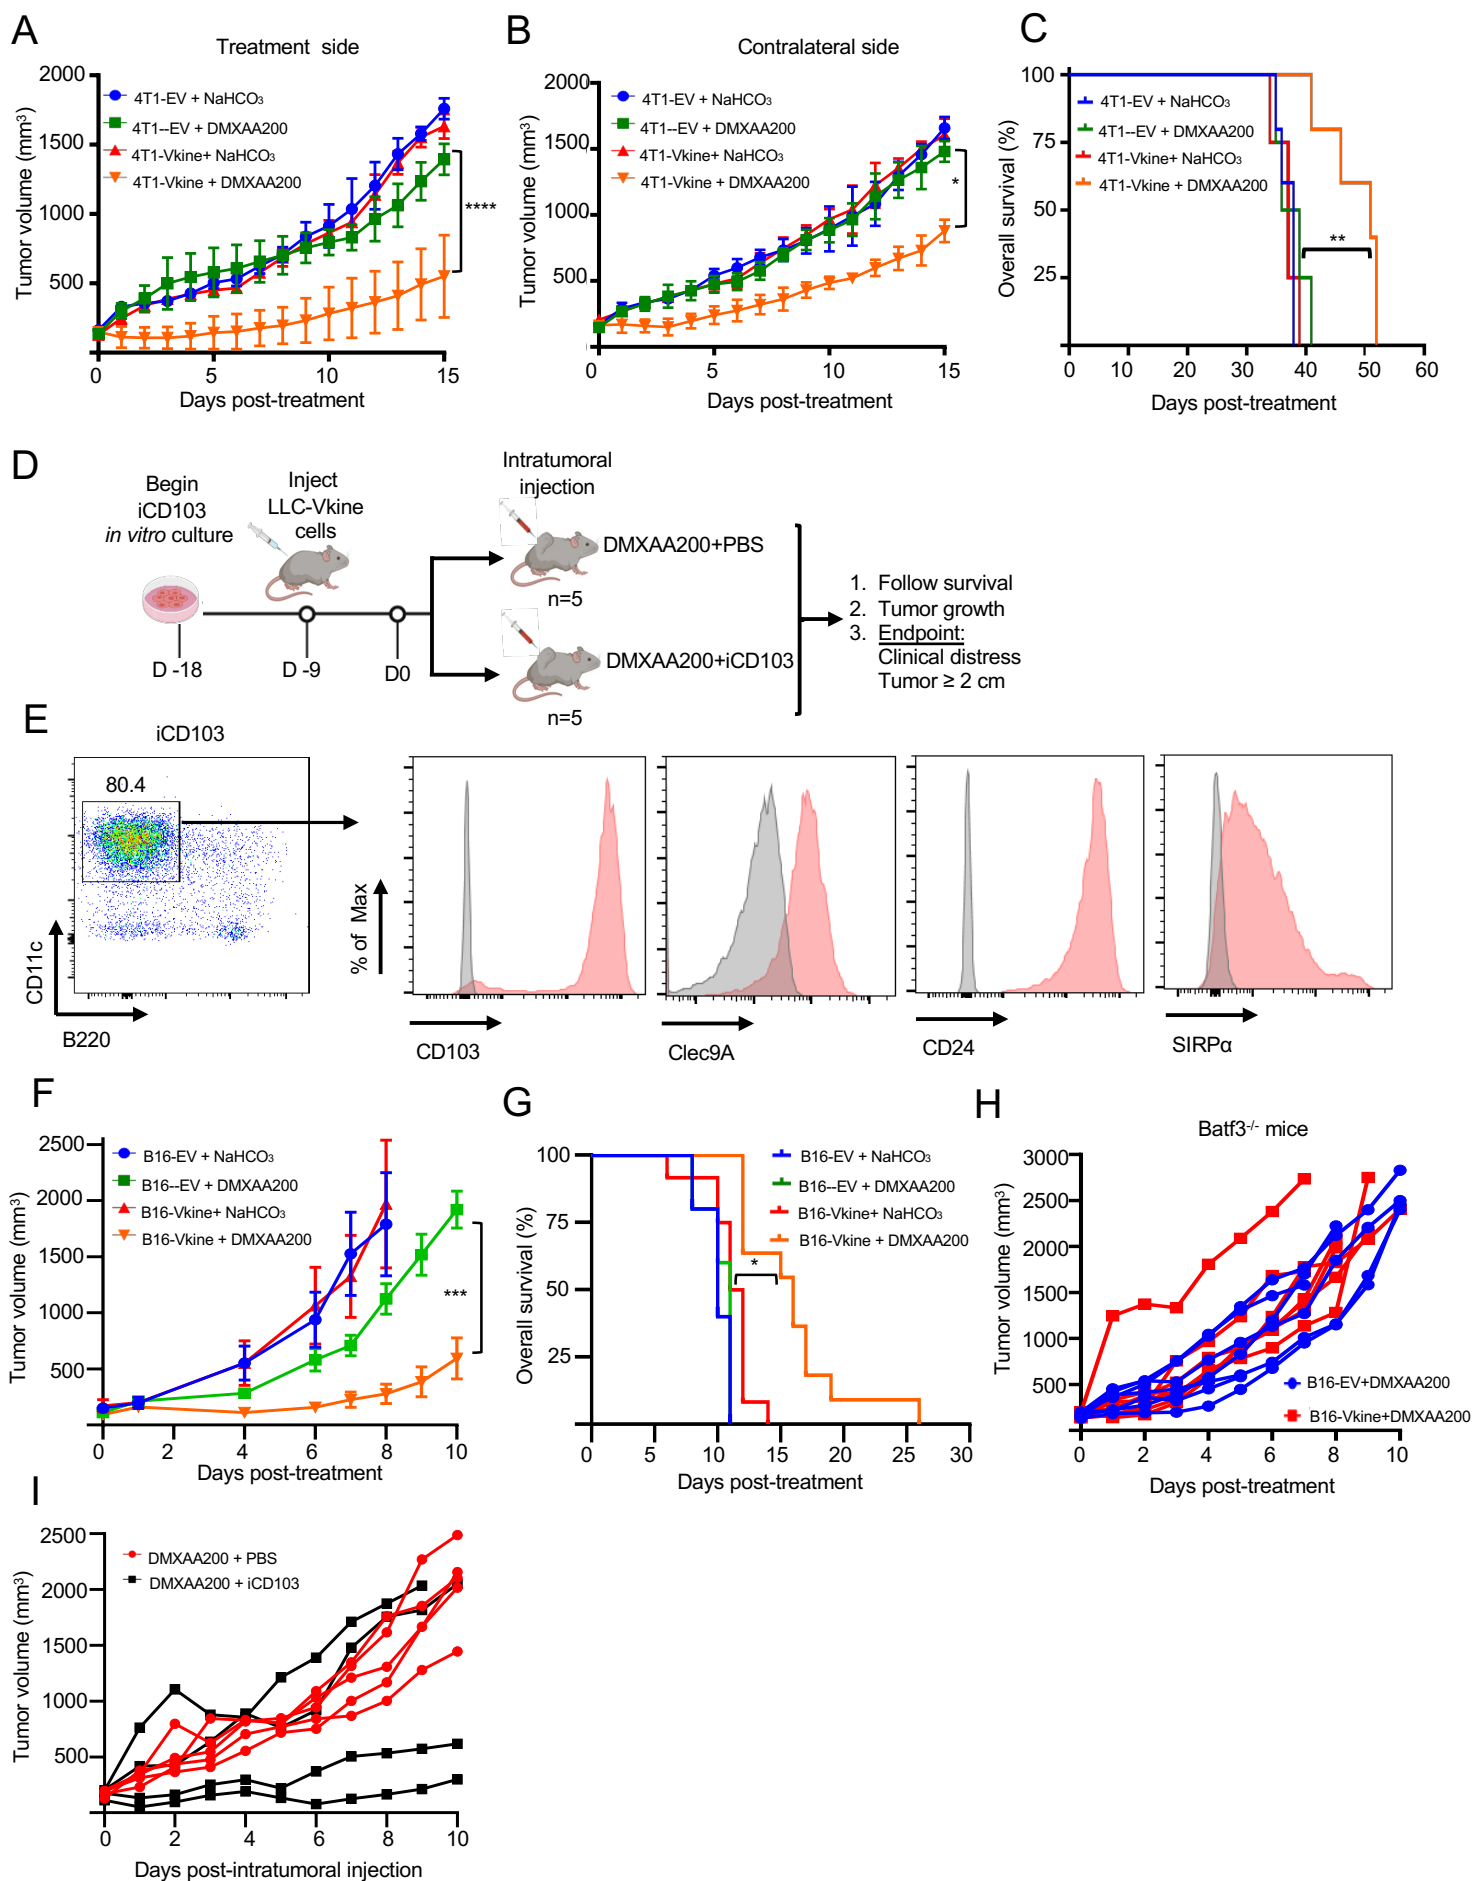 A
Treatment side
Tumor volume (mm³)
2000
1500
1000
500
4T1-EV + NaHCO₃
4T1--EV + DMXAA200
4T1-Vkine+ NaHCO₃
4T1-Vkine + DMXAA200
****
0 5 10 15
Days post-treatment
B
Contralateral side
Tumor volume (mm³)
2000
1500
1000
500
4T1-EV + NaHCO₃
4T1--EV + DMXAA200
4T1-Vkine+ NaHCO₃
4T1-Vkine + DMXAA200
*
0 5 10 15
Days post-treatment
C
Overall survival (%)
100
75
50
25
4T1-EV + NaHCO₃
4T1--EV + DMXAA200
4T1-Vkine+ NaHCO₃
4T1-Vkine + DMXAA200
**
0 10 20 30 40 50 60
Days post-treatment
D
Begin
iCD103
in vitro culture
Inject
LLC-Vkine
cells
Intratumoral
injection
D -18
D -9
D0
DMXAA200+PBS
n=5
DMXAA200+iCD103
n=5
1. Follow survival
2. Tumor growth
3. Endpoint:
Clinical distress
Tumor ≥ 2 cm
E
iCD103
80.4
CD11c
B220
% of Max
CD103
Clec9A
CD24
SIRPα
F
Tumor volume (mm³)
2500
2000
1500
1000
500
B16-EV + NaHCO₃
B16--EV + DMXAA200
B16-Vkine+ NaHCO₃
B16-Vkine + DMXAA200
***
0 2 4 6 8 10
Days post-treatment
G
Overall survival (%)
100
75
50
25
B16-EV + NaHCO₃
B16--EV + DMXAA200
B16-Vkine+ NaHCO₃
B16-Vkine + DMXAA200
*
0 5 10 15 20 25 30
Days post-treatment
H
Batf3-/- mice
Tumor volume (mm³)
3000
2500
2000
1500
1000
500
B16-EV+DMXAA200
B16-Vkine+DMXAA200
0 2 4 6 8 10
Days post-treatment
I
Tumor volume (mm³)
2500
2000
1500
1000
500
DMXAA200 + PBS
DMXAA200 + iCD103
0 2 4 6 8 10
Days post-intratumoral injection